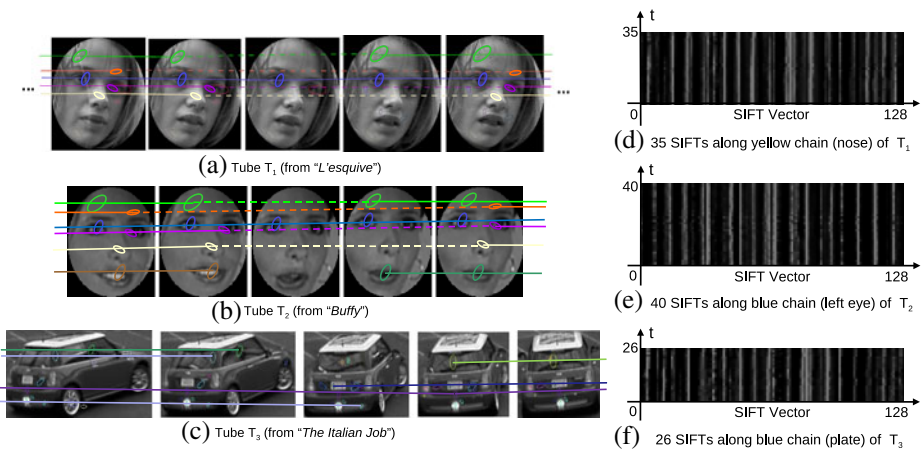 ...
...
(a) Tube T1 (from “L’esquive”)
(b) Tube T2 (from “Buffy”)
(c) Tube T3 (from “The Italian Job”)
t
35
0 SIFT Vector 128
(d) 35 SIFTs along yellow chain (nose) of T1
t
40
0 SIFT Vector 128
(e) 40 SIFTs along blue chain (left eye) of T2
t
26
0 SIFT Vector 128
(f) 26 SIFTs along blue chain (plate) of T3